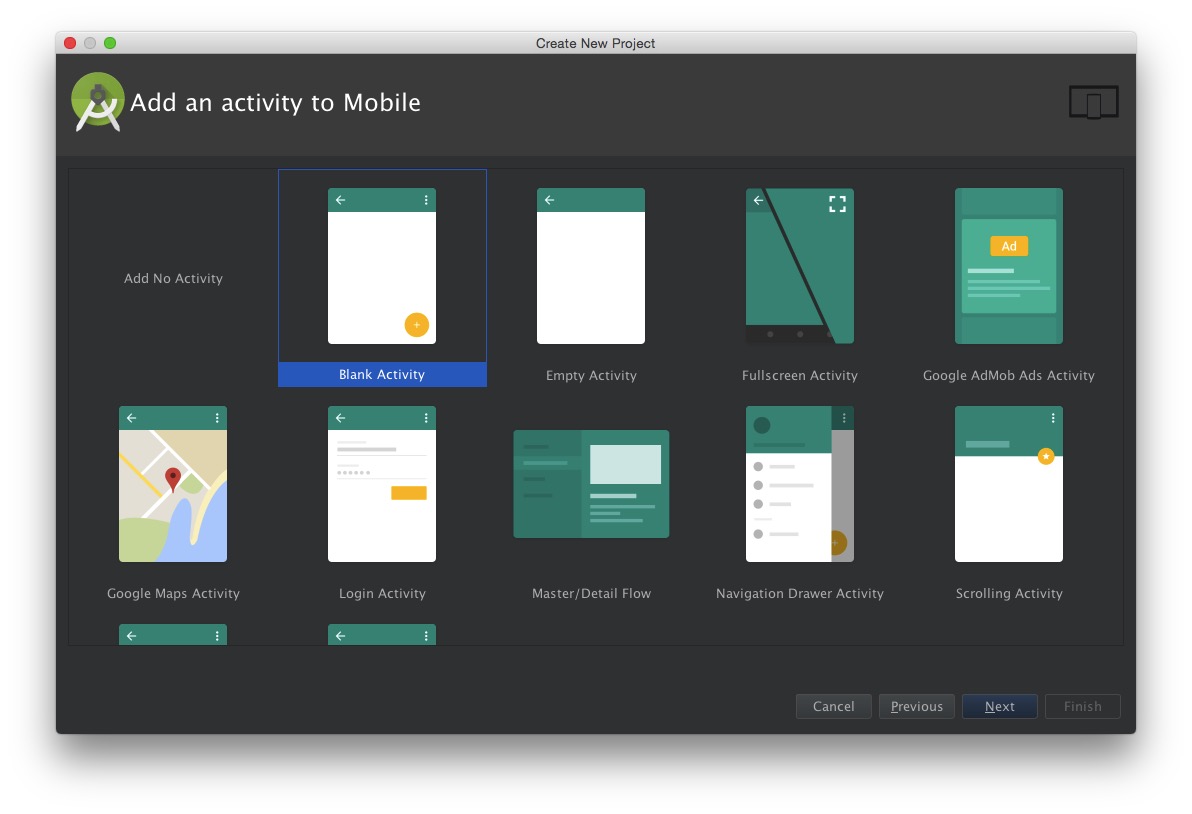 Create New Project
Add an activity to Mobile
Add No Activity
Blank Activity
Empty Activity
Fullscreen Activity
Ad
Google AdMob Ads Activity
Google Maps Activity
Login Activity
Master/Detail Flow
Navigation Drawer Activity
Scrolling Activity
Cancel
Previous
Next
Finish